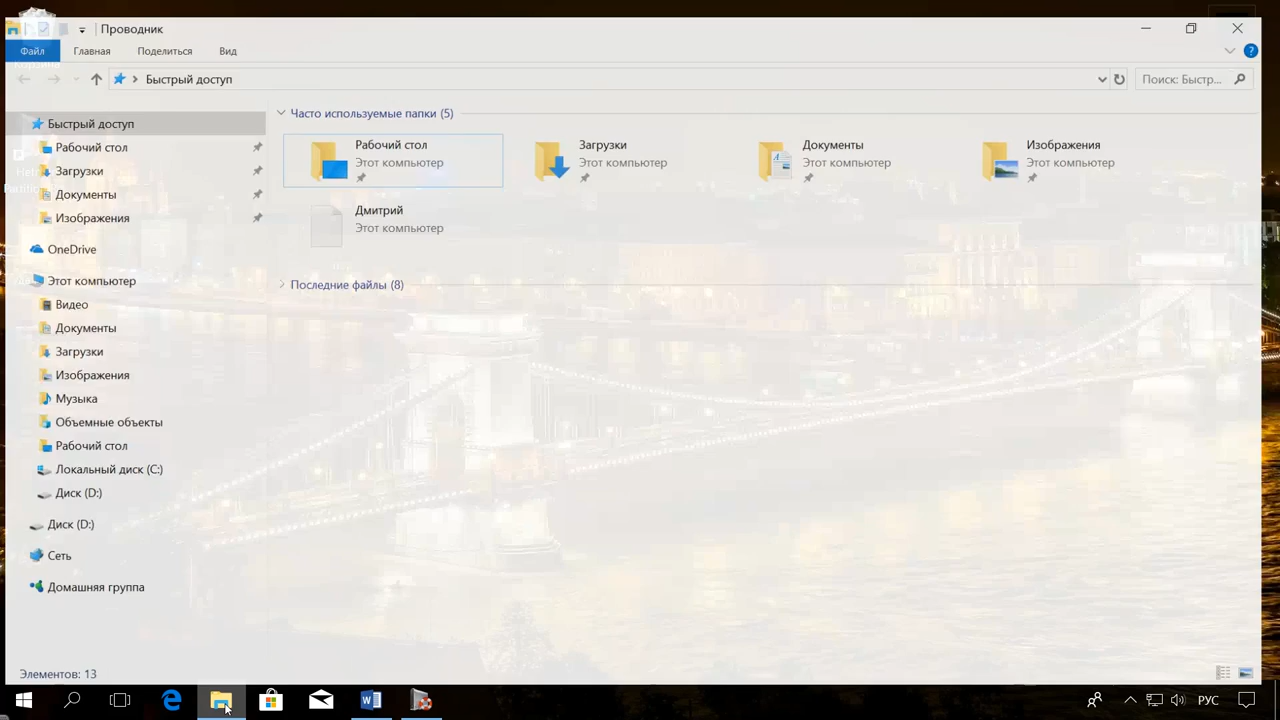 Проводник
Файл
Главная
Поделиться
Вид
Быстрый доступ
Поиск: Быстр...
Быстрый доступ
Рабочий стол
Загрузки
Документы
Изображения
OneDrive
Этот компьютер
Видео
Документы
Загрузки
Изображения
Музыка
Объемные объекты
Рабочий стол
Локальный диск (C:)
Диск (D:)
Диск (D:)
Сеть
Домашняя группа
Часто используемые папки (5)
Рабочий стол
Этот компьютер
Загрузки
Этот компьютер
Документы
Этот компьютер
Изображения
Этот компьютер
Дмитрий
Этот компьютер
Последние файлы (8)
Элементов: 13
РУС